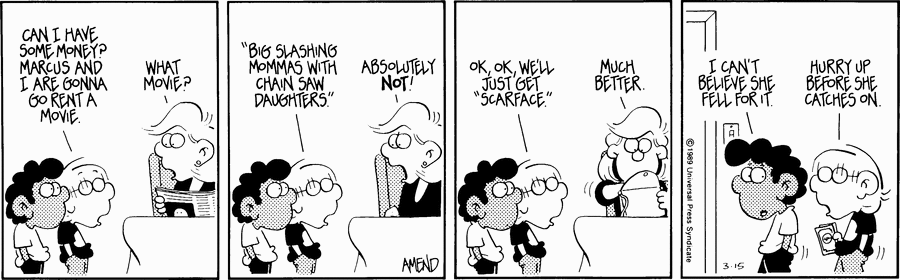 CAN I HAVE
SOME MONEY?
MARCUS AND
I ARE GONNA
GO RENT A
MOVIE.
WHAT
MOVIE?
"BIG SLASHING
MOMMAS WITH
CHAIN SAW
DAUGHTERS."
ABSOLUTELY
NOT!
AMEND
OK, OK, WE'LL
JUST GET
"SCARFACE."
MUCH
BETTER.
©1989 Universal Press Syndicate
I CAN'T
BELIEVE SHE
FELL FOR IT.
HURRY UP
BEFORE SHE
CATCHES ON.
3-15